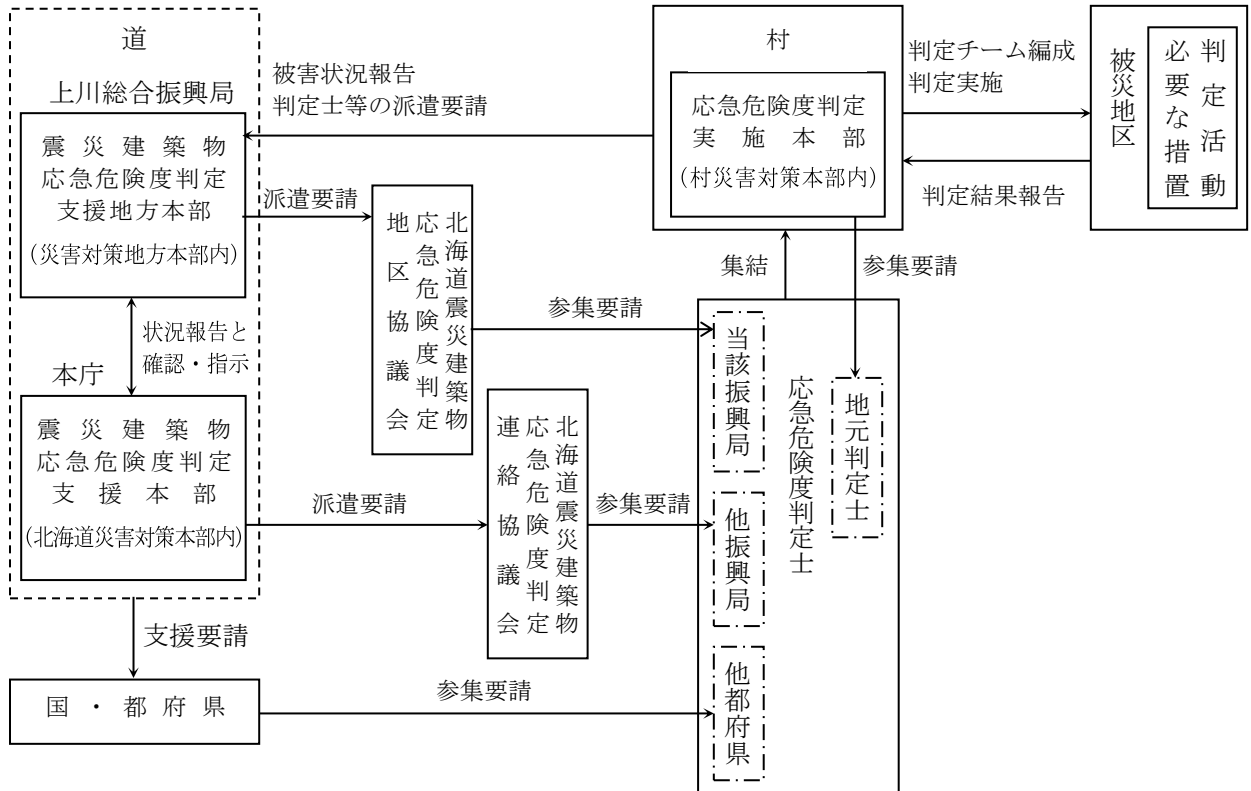 道
上川総合振興局
震災建築物
応急危険度判定
支援地方本部
(災害対策地方本部内)
状況報告と
確認・指示
本庁
震災建築物
応急危険度判定
支援本部
(北海道災害対策本部内)
支援要請
国・都府県
被害状況報告
判定士等の派遣要請
派遣要請
北海道震災建築物
応急危険度判定
地区協議会
参集要請
派遣要請
北海道震災建築物
応急危険度判定
連絡協議会
参集要請
参集要請
村
応急危険度判定
実施本部
(村災害対策本部内)
判定チーム編成
判定実施
判定結果報告
被災地区
判定活動
必要な措置
集結
参集要請
当該振興局
他振興局
他都府県
応急危険度判定士
地元判定士